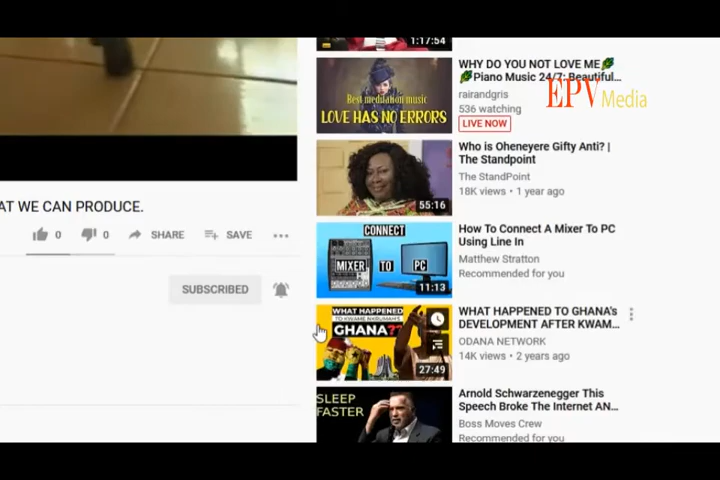 1:17:54
WHY DO YOU NOT LOVE ME
Piano Music 24/7: Beautiful...
rairandgris
536 watching
LIVE NOW
EPV Media
Best meditation music
LOVE HAS NO ERRORS
Who is Oheneyere Gifty Anti? |
The Standpoint
The StandPoint
18K views • 1 year ago
55:16
AT WE CAN PRODUCE.
0
0
SHARE
SAVE
SUBSCRIBED
CONNECT
MIXER TO PC
11:13
How To Connect A Mixer To PC
Using Line In
Matthew Stratton
Recommended for you
WHAT HAPPENED
TO KWAME NKRUMAH'S
GHANA??
27:49
WHAT HAPPENED TO GHANA's
DEVELOPMENT AFTER KWAM...
ODANA NETWORK
14K views • 2 years ago
SLEEP
FASTER
Arnold Schwarzenegger This
Speech Broke The Internet AN...
Boss Moves Crew
Recommended for you